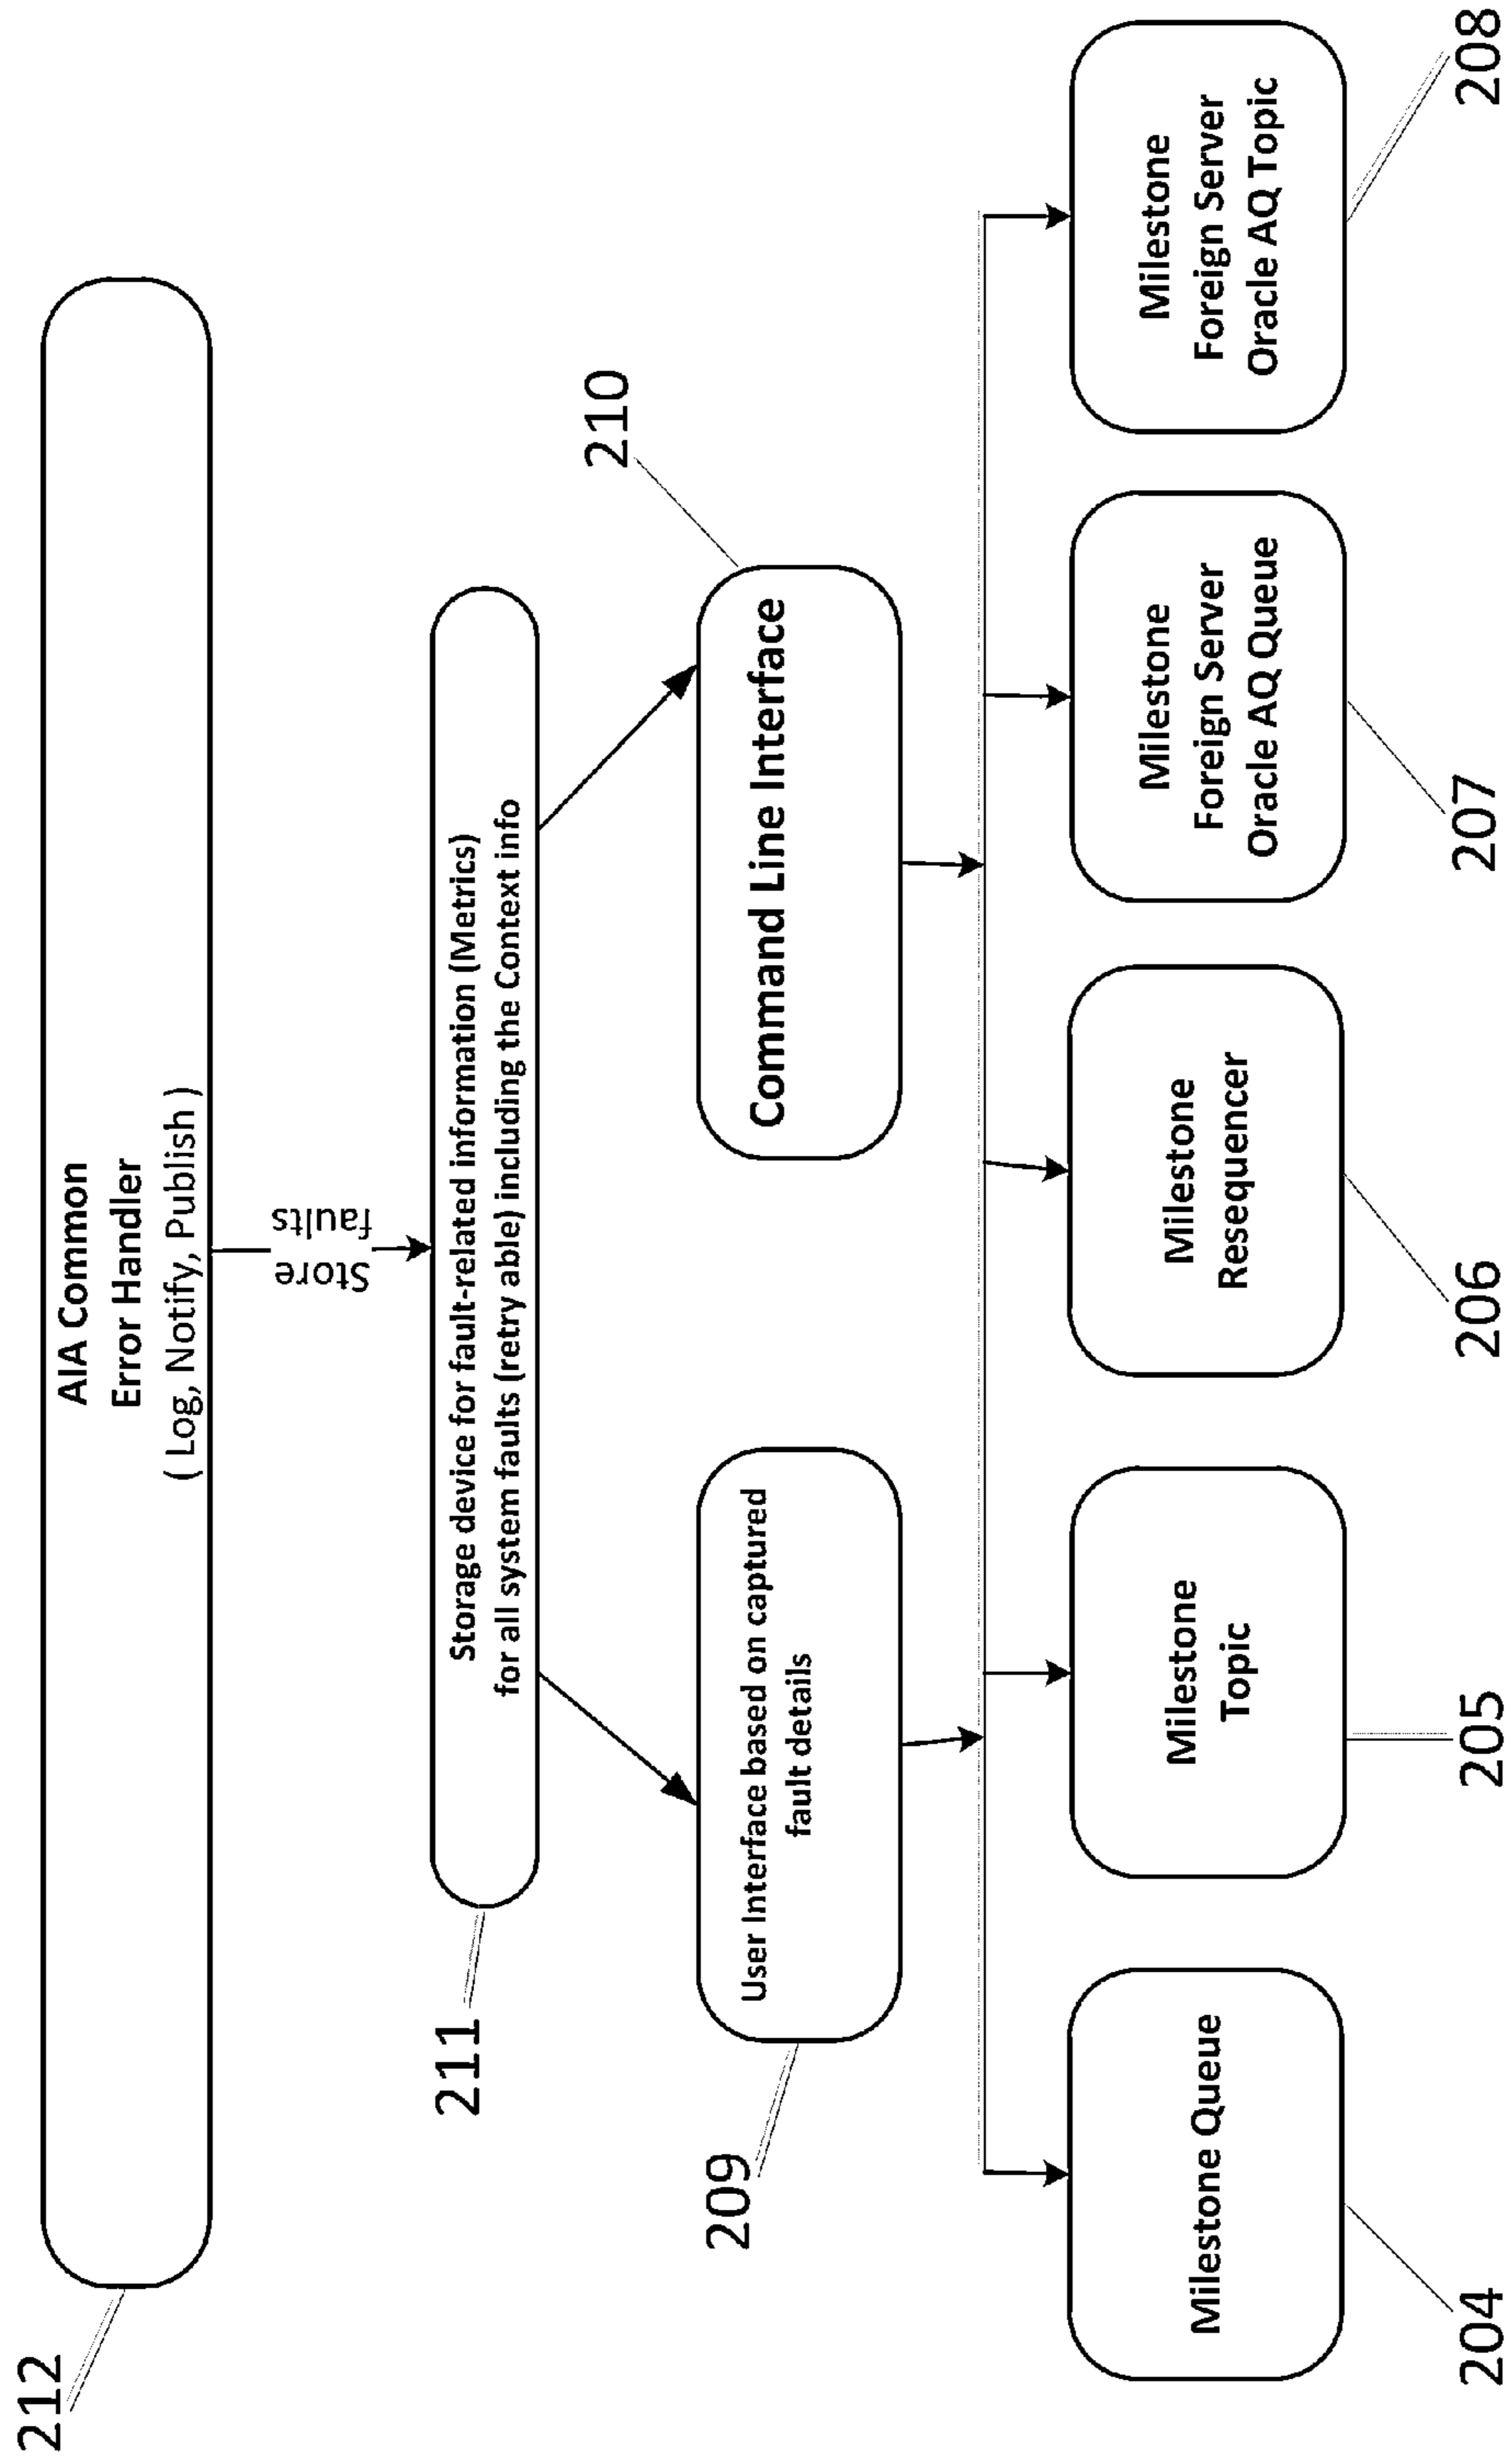 212
AIA Common
Error Handler
( Log, Notify, Publish )
Store
faults
211
Storage device for fault-related information (Metrics)
for all system faults (retry able) including the Context info
209
User Interface based on captured
fault details
210
Command Line Interface
Milestone Queue
Milestone
Topic
Milestone
Resequencer
Milestone
Foreign Server
Oracle AQ Queue
Milestone
Foreign Server
Oracle AQ Topic
204
205
206
207
208